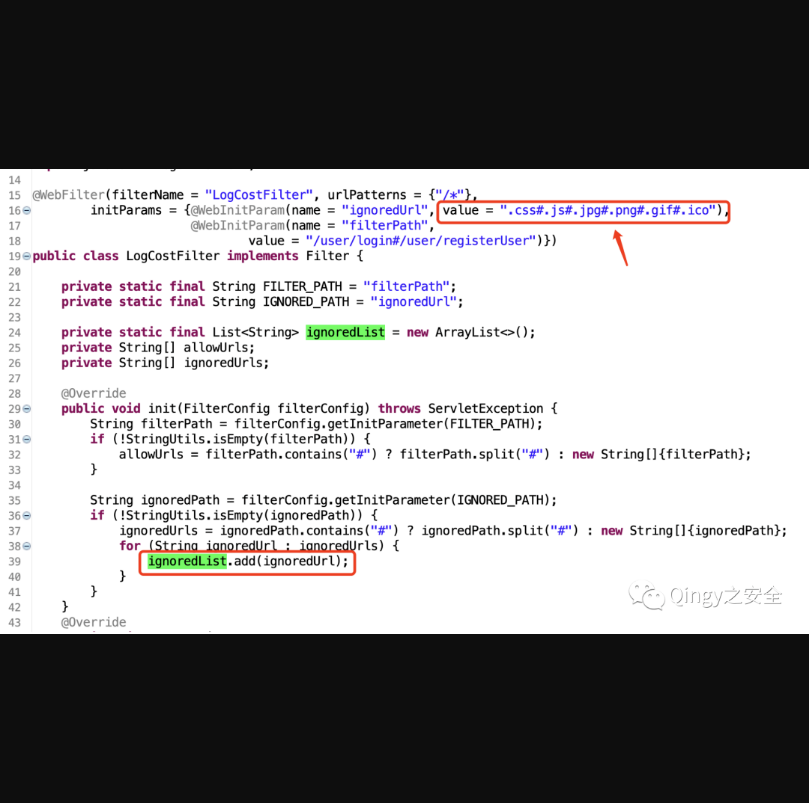 14
15 @WebFilter(filterName = "LogCostFilter", urlPatterns = {"/*"},
16 initParams = {@WebInitParam(name = "ignoredUrl", value = ".css#.js#.jpg#.png#.gif#.ico"),
17 @WebInitParam(name = "filterPath",
18 value = "/user/login#/user/registerUser")})
19 public class LogCostFilter implements Filter {
20
21 private static final String FILTER_PATH = "filterPath";
22 private static final String IGNORED_PATH = "ignoredUrl";
23
24 private static final List<String> ignoredList = new ArrayList<>();
25 private String[] allowUrls;
26 private String[] ignoredUrls;
27
28 @Override
29 public void init(FilterConfig filterConfig) throws ServletException {
30 String filterPath = filterConfig.getInitParameter(FILTER_PATH);
31 if (!StringUtils.isEmpty(filterPath)) {
32 allowUrls = filterPath.contains("#") ? filterPath.split("#") : new String[]{filterPath};
33 }
34
35 String ignoredPath = filterConfig.getInitParameter(IGNORED_PATH);
36 if (!StringUtils.isEmpty(ignoredPath)) {
37 ignoredUrls = ignoredPath.contains("#") ? ignoredPath.split("#") : new String[]{ignoredPath};
38 for (String ignoredUrl : ignoredUrls) {
39 ignoredList.add(ignoredUrl);
40 }
41 }
42 }
43 @Override
Qingy之安全